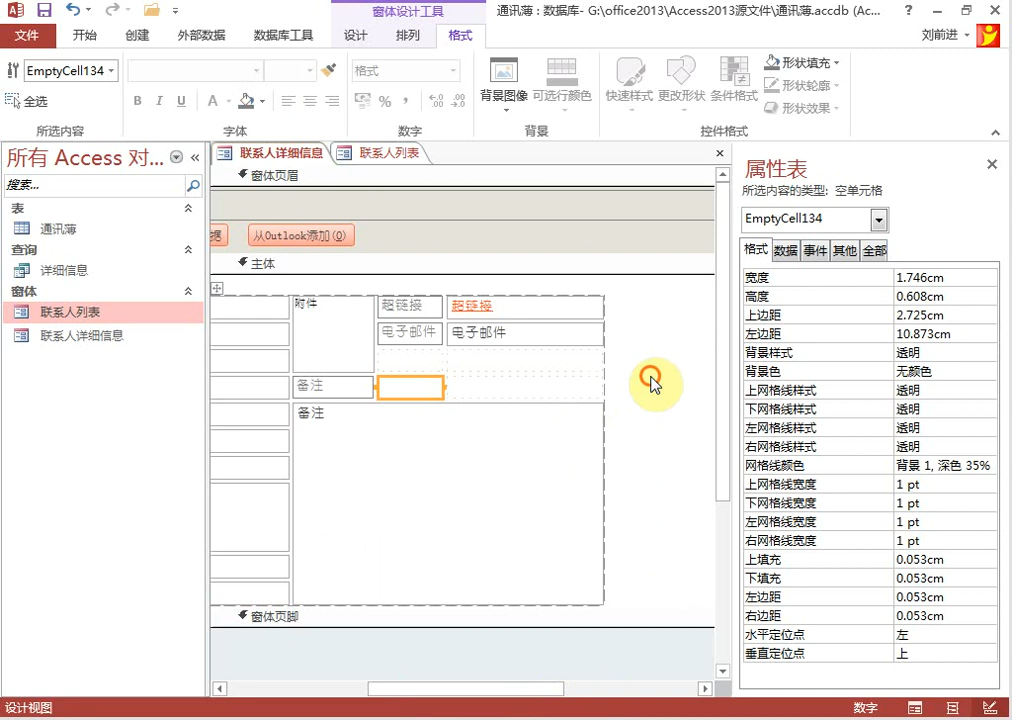 窗体设计工具
通讯薄 : 数据库- G:\office2013\Access2013源文件\通讯薄.accdb (Ac...
文件 开始 创建 外部数据 数据库工具 设计 排列 格式 刘前进
EmptyCell134
全选
所选内容
B I U A
字体
格式
%
数字
背景图像 可选行颜色
背景
快速样式 更改形状 条件格式
形状填充
形状轮廓
形状效果
控件格式
所有 Access 对...
搜索...
表
通讯薄
查询
详细信息
窗体
联系人列表
联系人详细信息
联系人详细信息 联系人列表
窗体页眉
据 从Outlook添加(O)
主体
附件 超链接 超链接
电子邮件 电子邮件
备注
备注
窗体页脚
属性表
所选内容的类型: 空单元格
EmptyCell134
格式 数据 事件 其他 全部
宽度 1.746cm
高度 0.608cm
上边距 2.725cm
左边距 10.873cm
背景样式 透明
背景色 无颜色
上网格线样式 透明
下网格线样式 透明
左网格线样式 透明
右网格线样式 透明
网格线颜色 背景 1, 深色 35%
上网格线宽度 1 pt
下网格线宽度 1 pt
左网格线宽度 1 pt
右网格线宽度 1 pt
上填充 0.053cm
下填充 0.053cm
左边距 0.053cm
右边距 0.053cm
水平定位点 左
垂直定位点 上
设计视图 数字